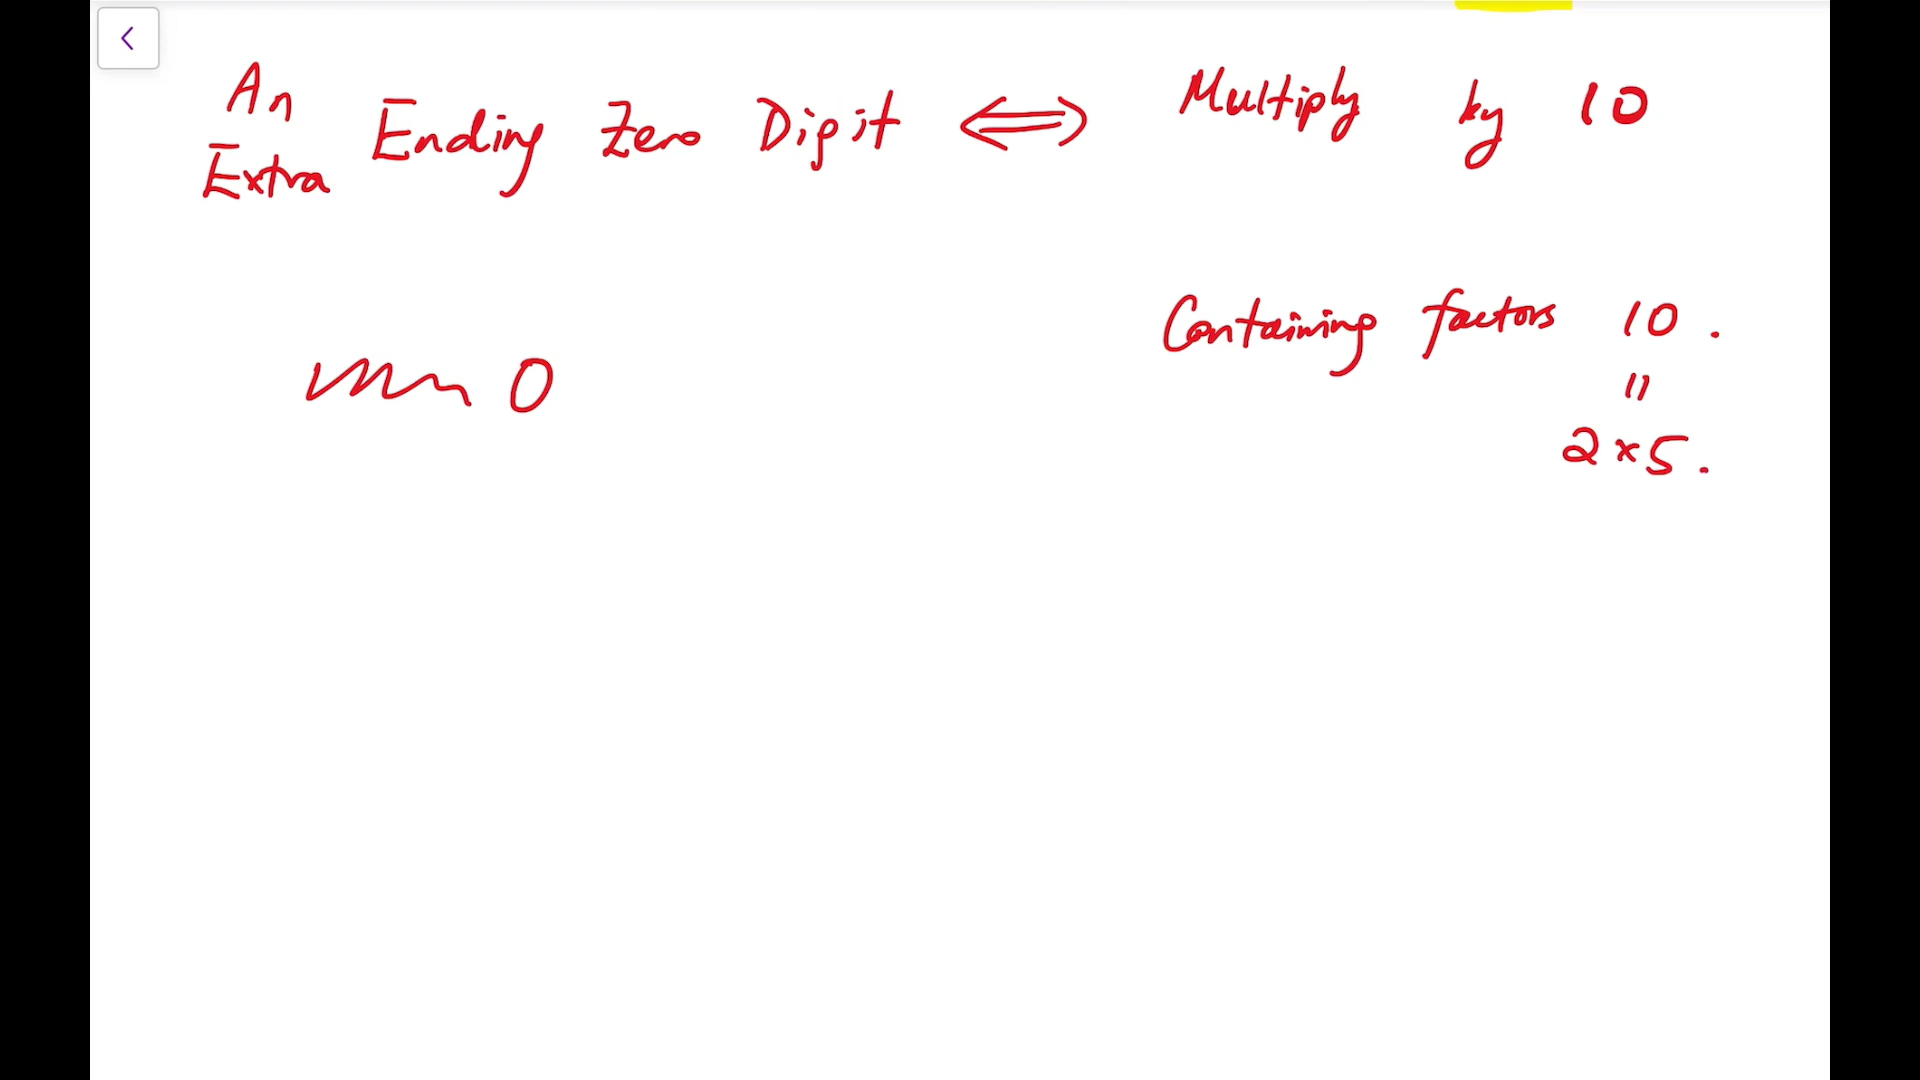 An Extra Ending Zero Digit ⟺ Multiply by 10
Containing factors 10.
0
"
2×5.